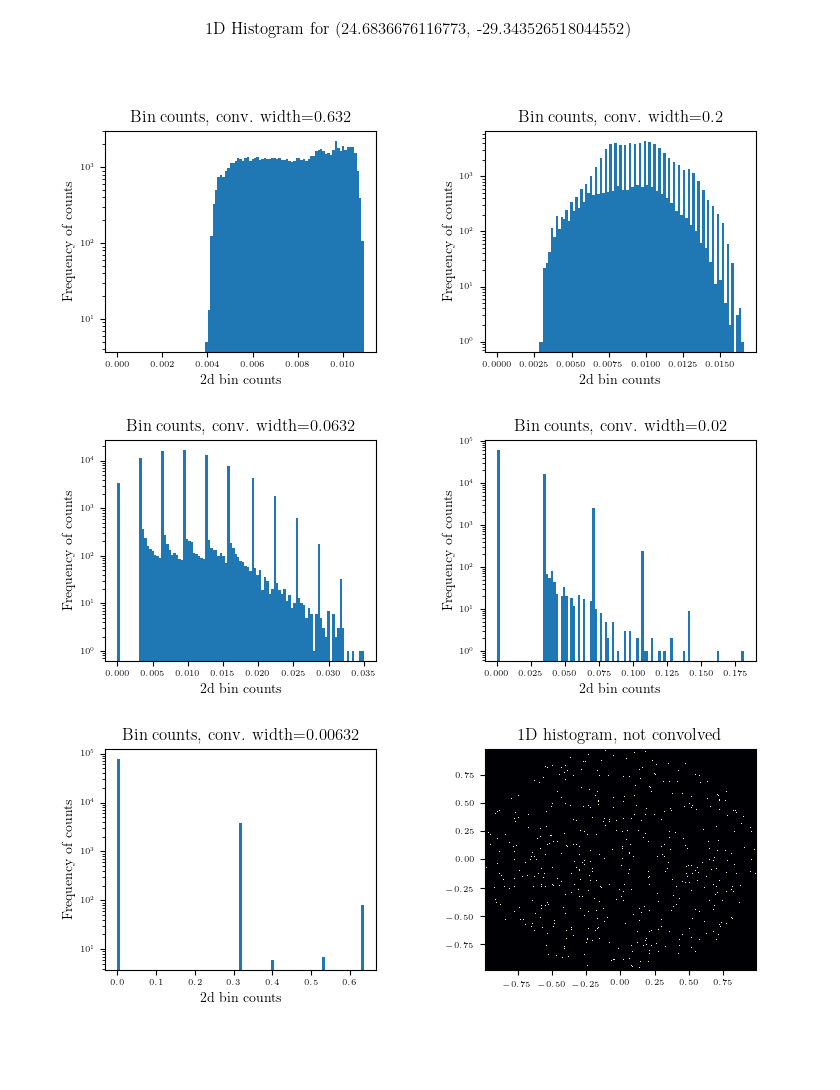 1D Histogram for (24.6836676116773, -29.343526518044552)
Bin counts, conv. width=0.632
Frequency of counts
10³
10²
10¹
0.000 0.002 0.004 0.006 0.008 0.010
2d bin counts
Bin counts, conv. width=0.2
Frequency of counts
10³
10²
10¹
10⁰
0.0000 0.0025 0.0050 0.0075 0.0100 0.0125 0.0150
2d bin counts
Bin counts, conv. width=0.0632
Frequency of counts
10⁴
10³
10²
10¹
10⁰
0.000 0.005 0.010 0.015 0.020 0.025 0.030 0.035
2d bin counts
Bin counts, conv. width=0.02
Frequency of counts
10⁵
10⁴
10³
10²
10¹
10⁰
0.000 0.025 0.050 0.075 0.100 0.125 0.150 0.175
2d bin counts
Bin counts, conv. width=0.00632
Frequency of counts
10⁵
10⁴
10³
10²
10¹
0.0 0.1 0.2 0.3 0.4 0.5 0.6
2d bin counts
1D histogram, not convolved
0.75
0.50
0.25
0.00
−0.25
−0.50
−0.75
−0.75 −0.50 −0.25 0.00 0.25 0.50 0.75